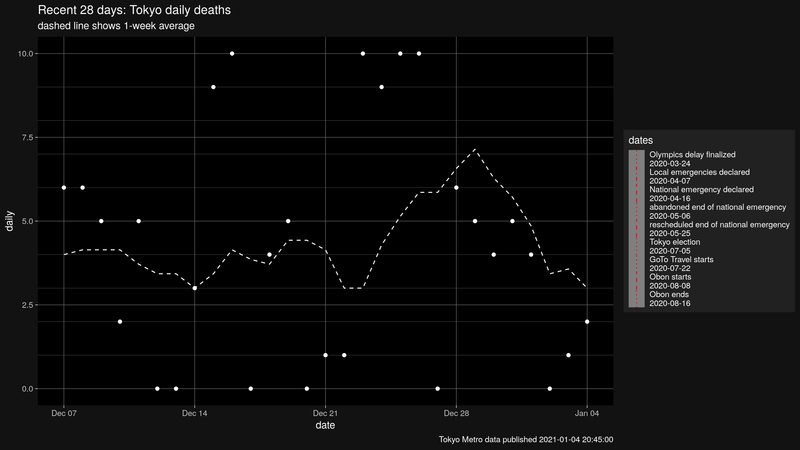 Recent 28 days: Tokyo daily deaths
dashed line shows 1-week average
10.0
7.5
5.0
2.5
0.0
daily
Dec 07
Dec 14
Dec 21
Dec 28
Jan 04
date
dates
Olympics delay finalized
2020-03-24
Local emergencies declared
2020-04-07
National emergency declared
2020-04-16
abandoned end of national emergency
2020-05-06
rescheduled end of national emergency
2020-05-25
Tokyo election
2020-07-05
GoTo Travel starts
2020-07-22
Obon starts
2020-08-08
Obon ends
2020-08-16
Tokyo Metro data published 2021-01-04 20:45:00